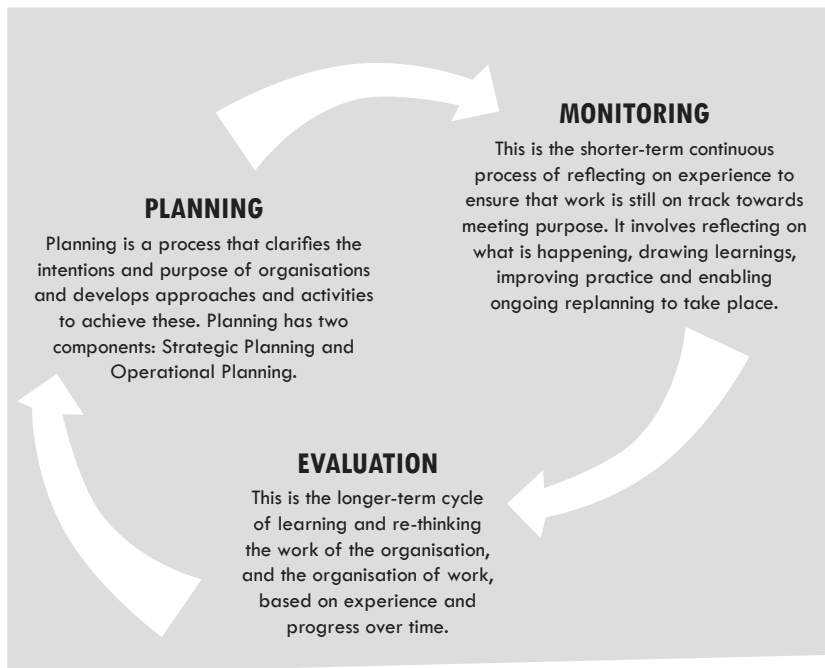 PLANNING
Planning is a process that clarifies the
intentions and purpose of organisations
and develops approaches and activities
to achieve these. Planning has two
components: Strategic Planning and
Operational Planning.
MONITORING
This is the shorter-term continuous
process of reflecting on experience to
ensure that work is still on track towards
meeting purpose. It involves reflecting on
what is happening, drawing learnings,
improving practice and enabling
ongoing replanning to take place.
EVALUATION
This is the longer-term cycle
of learning and re-thinking
the work of the organisation,
and the organisation of work,
based on experience and
progress over time.